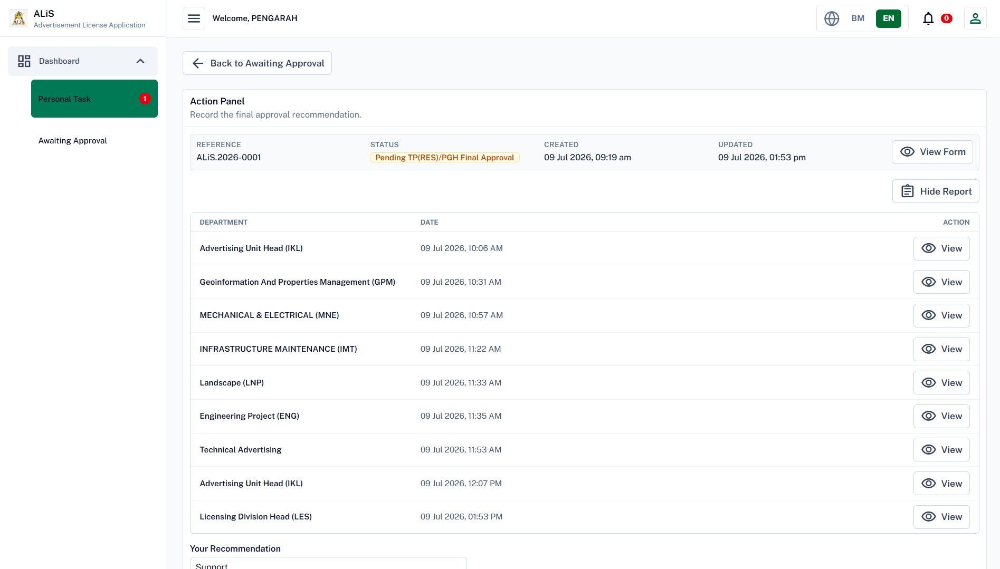 ALiS
Advertisement License Application
Welcome, PENGARAH
BM
EN
0
Dashboard
Personal Task
1
Awaiting Approval
Back to Awaiting Approval
Action Panel
Record the final approval recommendation.
REFERENCE
ALiS.2026-0001
STATUS
Pending TP(RES)/PGH Final Approval
CREATED
09 Jul 2026, 09:19 am
UPDATED
09 Jul 2026, 01:53 pm
View Form
Hide Report
DEPARTMENT DATE ACTION
Advertising Unit Head (IKL) 09 Jul 2026, 10:06 AM View
Geoinformation And Properties Management (GPM) 09 Jul 2026, 10:31 AM View
MECHANICAL & ELECTRICAL (MNE) 09 Jul 2026, 10:57 AM View
INFRASTRUCTURE MAINTENANCE (IMT) 09 Jul 2026, 11:22 AM View
Landscape (LNP) 09 Jul 2026, 11:33 AM View
Engineering Project (ENG) 09 Jul 2026, 11:35 AM View
Technical Advertising 09 Jul 2026, 11:53 AM View
Advertising Unit Head (IKL) 09 Jul 2026, 12:07 PM View
Licensing Division Head (LES) 09 Jul 2026, 01:53 PM View
Your Recommendation
Support